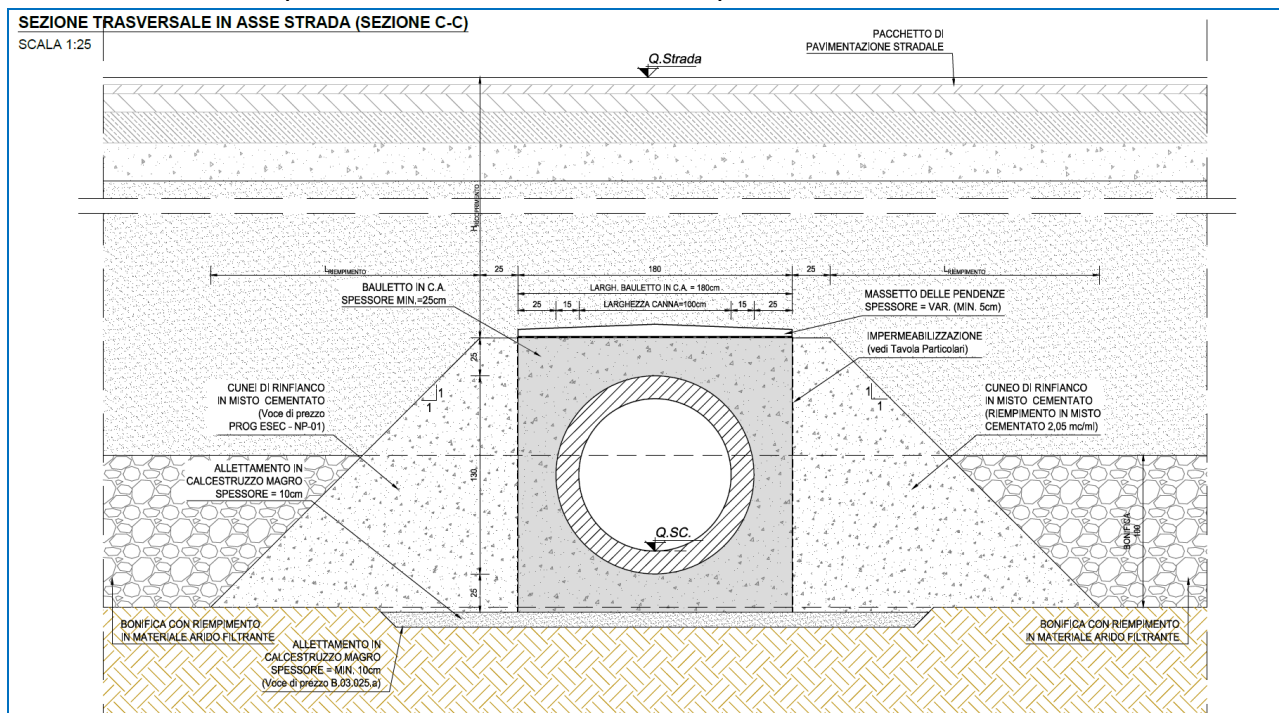 SEZIONE TRASVERSALE IN ASSE STRADA (SEZIONE C-C)
SCALA 1:25
PACCHETTO DI
PAVIMENTAZIONE STRADALE
Q.Strada
HRICOPRIMENTO
LRIEMPIMENTO
25
180
25
LRIEMPIMENTO
BAULETTO IN C.A.
SPESSORE MIN.=25cm
LARGH. BAULETTO IN C.A. = 180cm
25
15
LARGHEZZA CANNA=100cm
15
25
MASSETTO DELLE PENDENZE
SPESSORE = VAR. (MIN. 5cm)
IMPERMEABILIZZAZIONE
(vedi Tavola Particolari)
25
CUNEI DI RINFIANCO
IN MISTO CEMENTATO
(Voce di prezzo
PROG ESEC - NP-01)
1
1
1
1
CUNEO DI RINFIANCO
IN MISTO CEMENTATO
(RIEMPIMENTO IN MISTO
CEMENTATO 2,05 mc/ml)
ALLETTAMENTO IN
CALCESTRUZZO MAGRO
SPESSORE = 10cm
130
Q.SC.
BONIFICA
100
25
BONIFICA CON RIEMPIMENTO
IN MATERIALE ARIDO FILTRANTE
ALLETTAMENTO IN
CALCESTRUZZO MAGRO
SPESSORE = MIN. 10cm
(Voce di prezzo B.03.025.a)
BONIFICA CON RIEMPIMENTO
IN MATERIALE ARIDO FILTRANTE